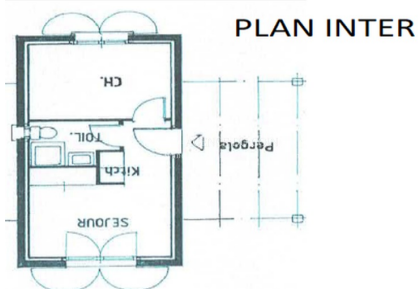 PLAN INTER
CH.
TOIL.
Pergola
Kitch
SEJOUR